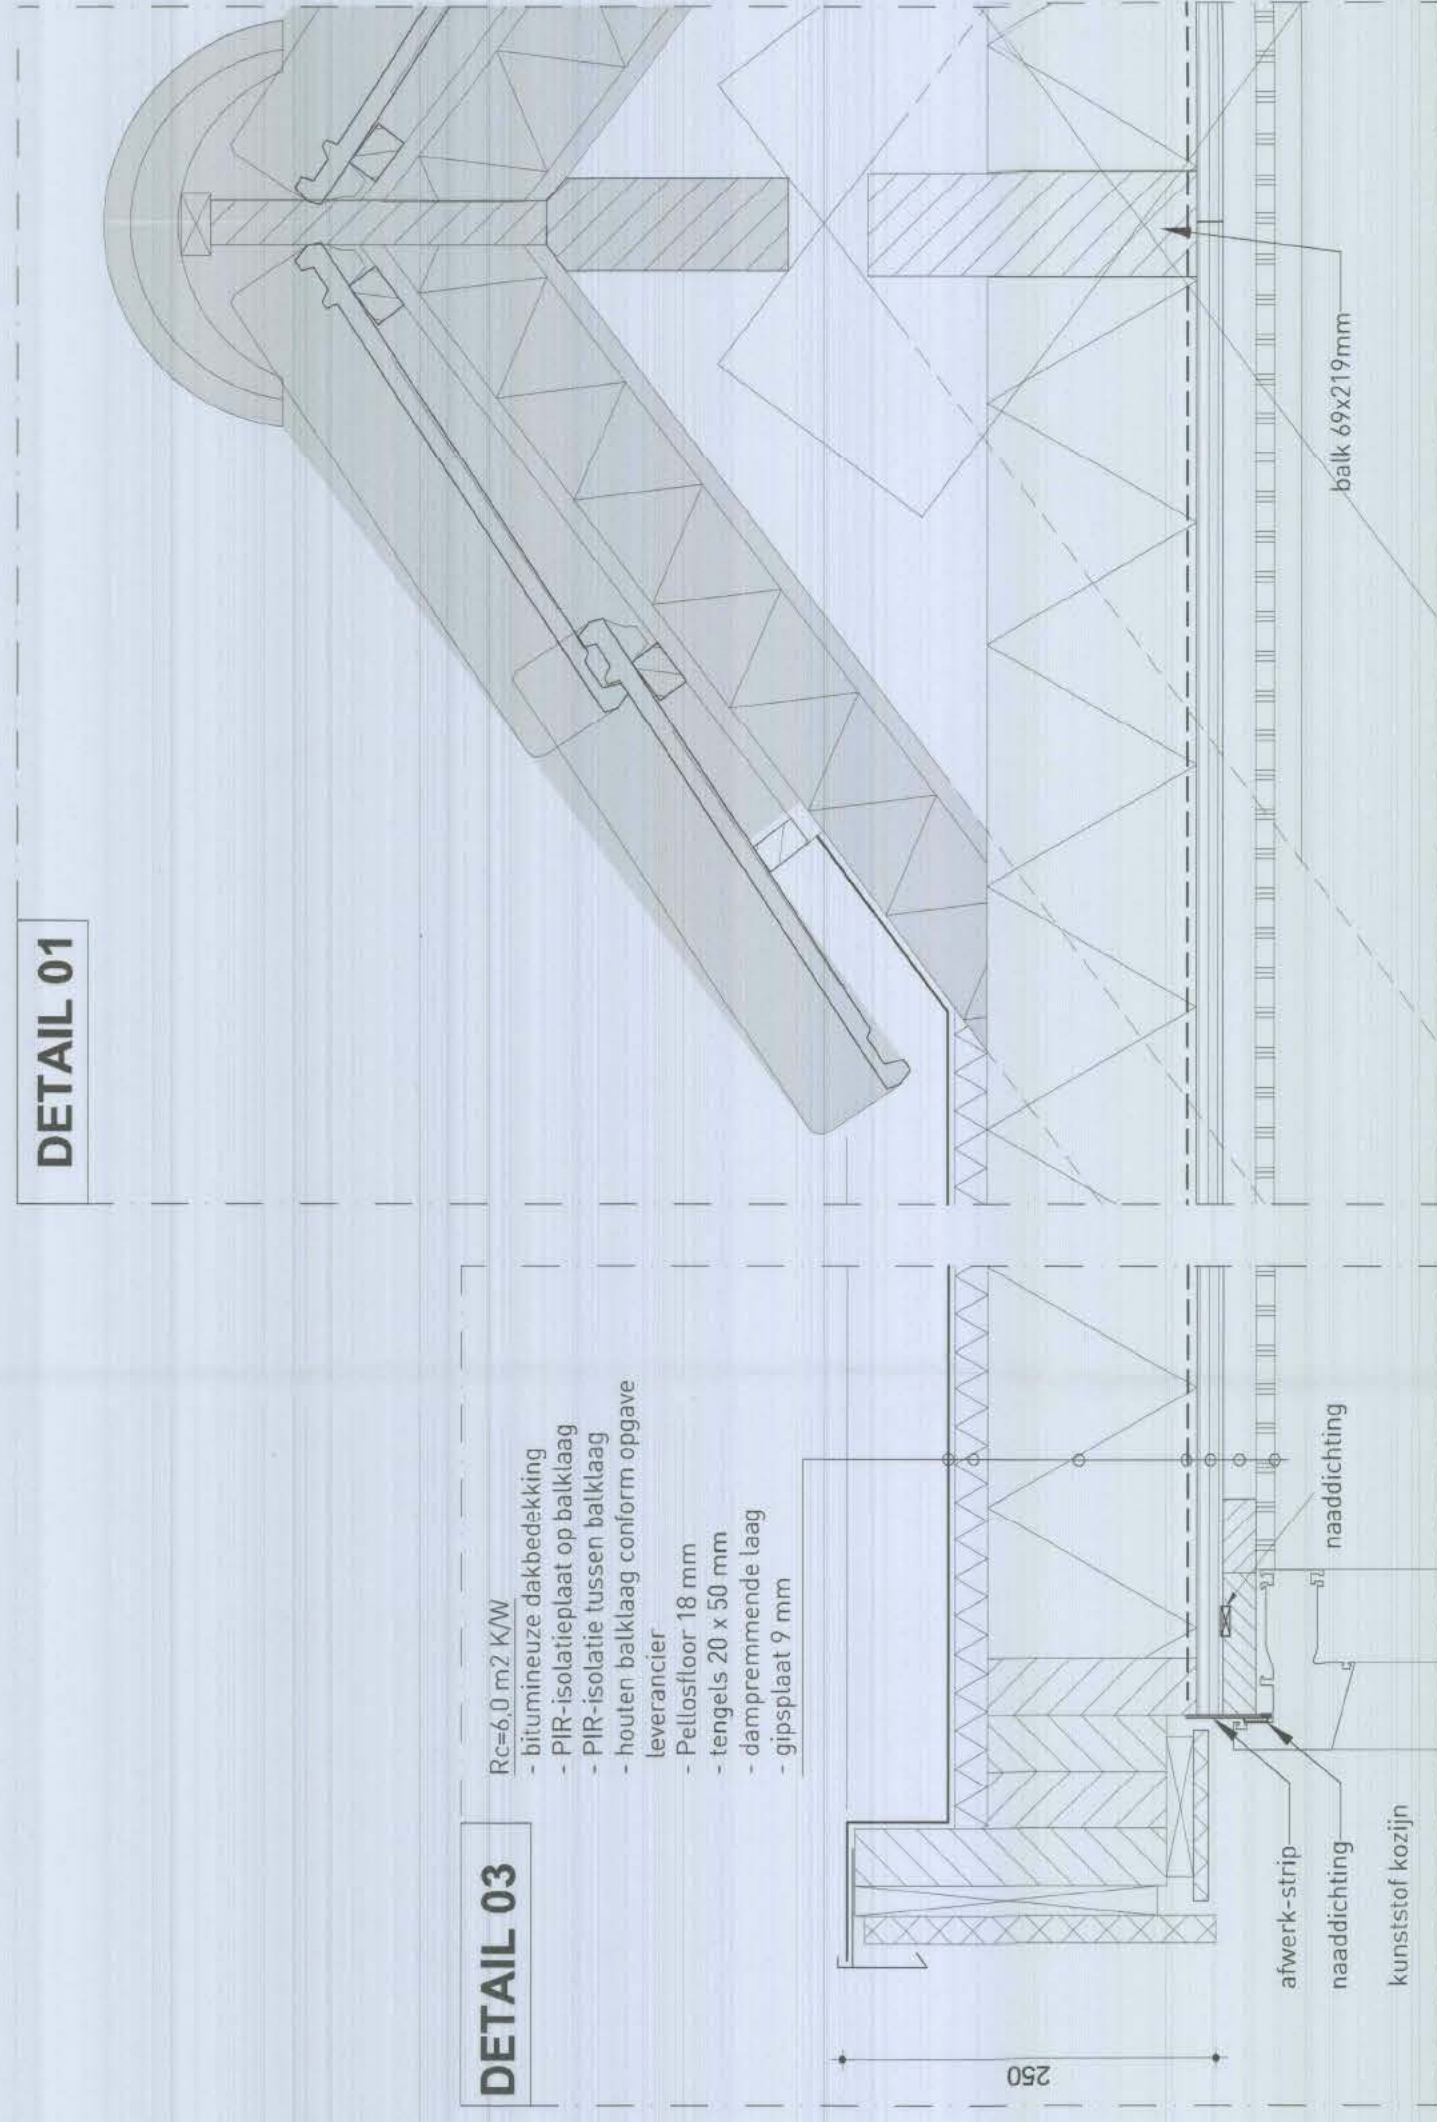 DETAIL 01
balk 69x219mm
DETAIL 03
Rc=6,0 m2 K/W
- bitumineuze dakbedekking
- PIR-isolatieplaat op balklaag
- PIR-isolatie tussen balklaag
- houten balklaag conform opgave
leverancier
- Pellosfloor 18 mm
- tengels 20 x 50 mm
- dampremmende laag
- gipsplaat 9 mm
250
naaddichting
afwerk-strip
naaddichting
kunststof kozijn